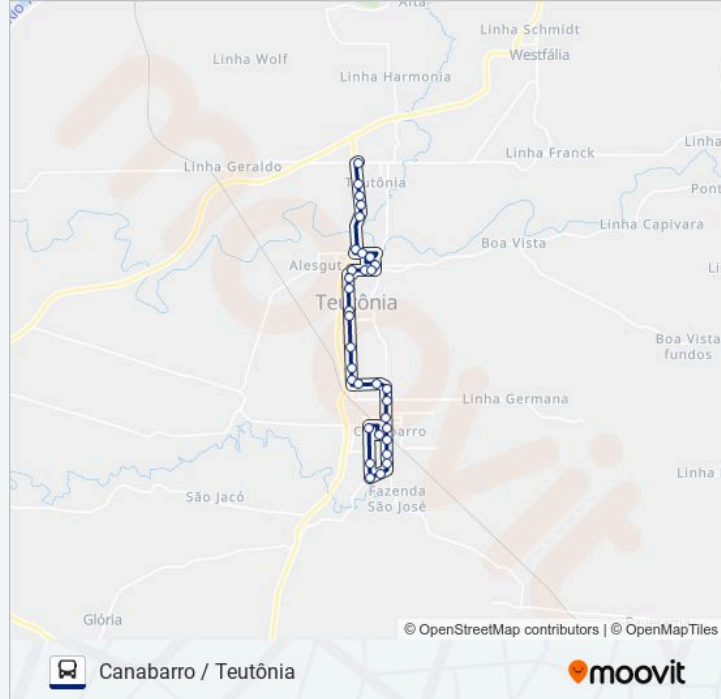 Alta
Linha Schmidt
Westfália
Linha Wolf
Linha Harmonia
Linha Franck
Linha
Linha Geraldo
Teutônia
Pont
Linha Capivara
Boa Vista
Alesgut
Teutônia
Boa Vista
fundos
Linha Germana
Canabarro
Linha
São Jacó
Fazenda
São José
Glória
© OpenStreetMap contributors | © OpenMapTiles
Canabarro / Teutônia
moovit